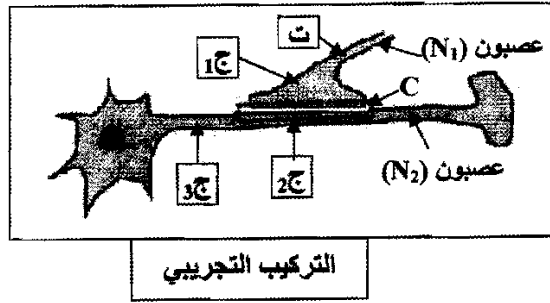 ت
عصبون (N₁)
ج1
C
ج3
ج2
عصبون (N₂)
التركيب التجريبي